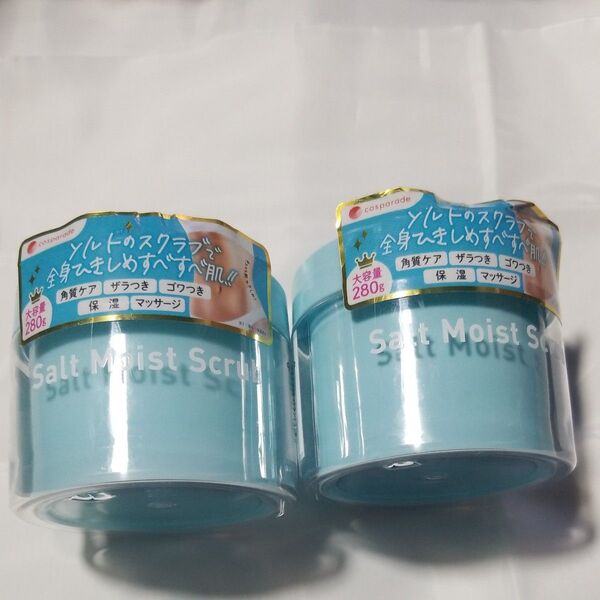 cosparade
ソルトのスクラブで
全身ひきしめすべすべ肌!!
大容量
280g
角質ケア ザラつき ゴワつき
保湿 マッサージ
Salt Moist Scrub
cosparade
ソルトのスクラブ
全身ひきしめすべすべ肌
大容量
280g
角質ケア ザラつき ゴワつき
保湿 マッサージ
Salt Moist Sc